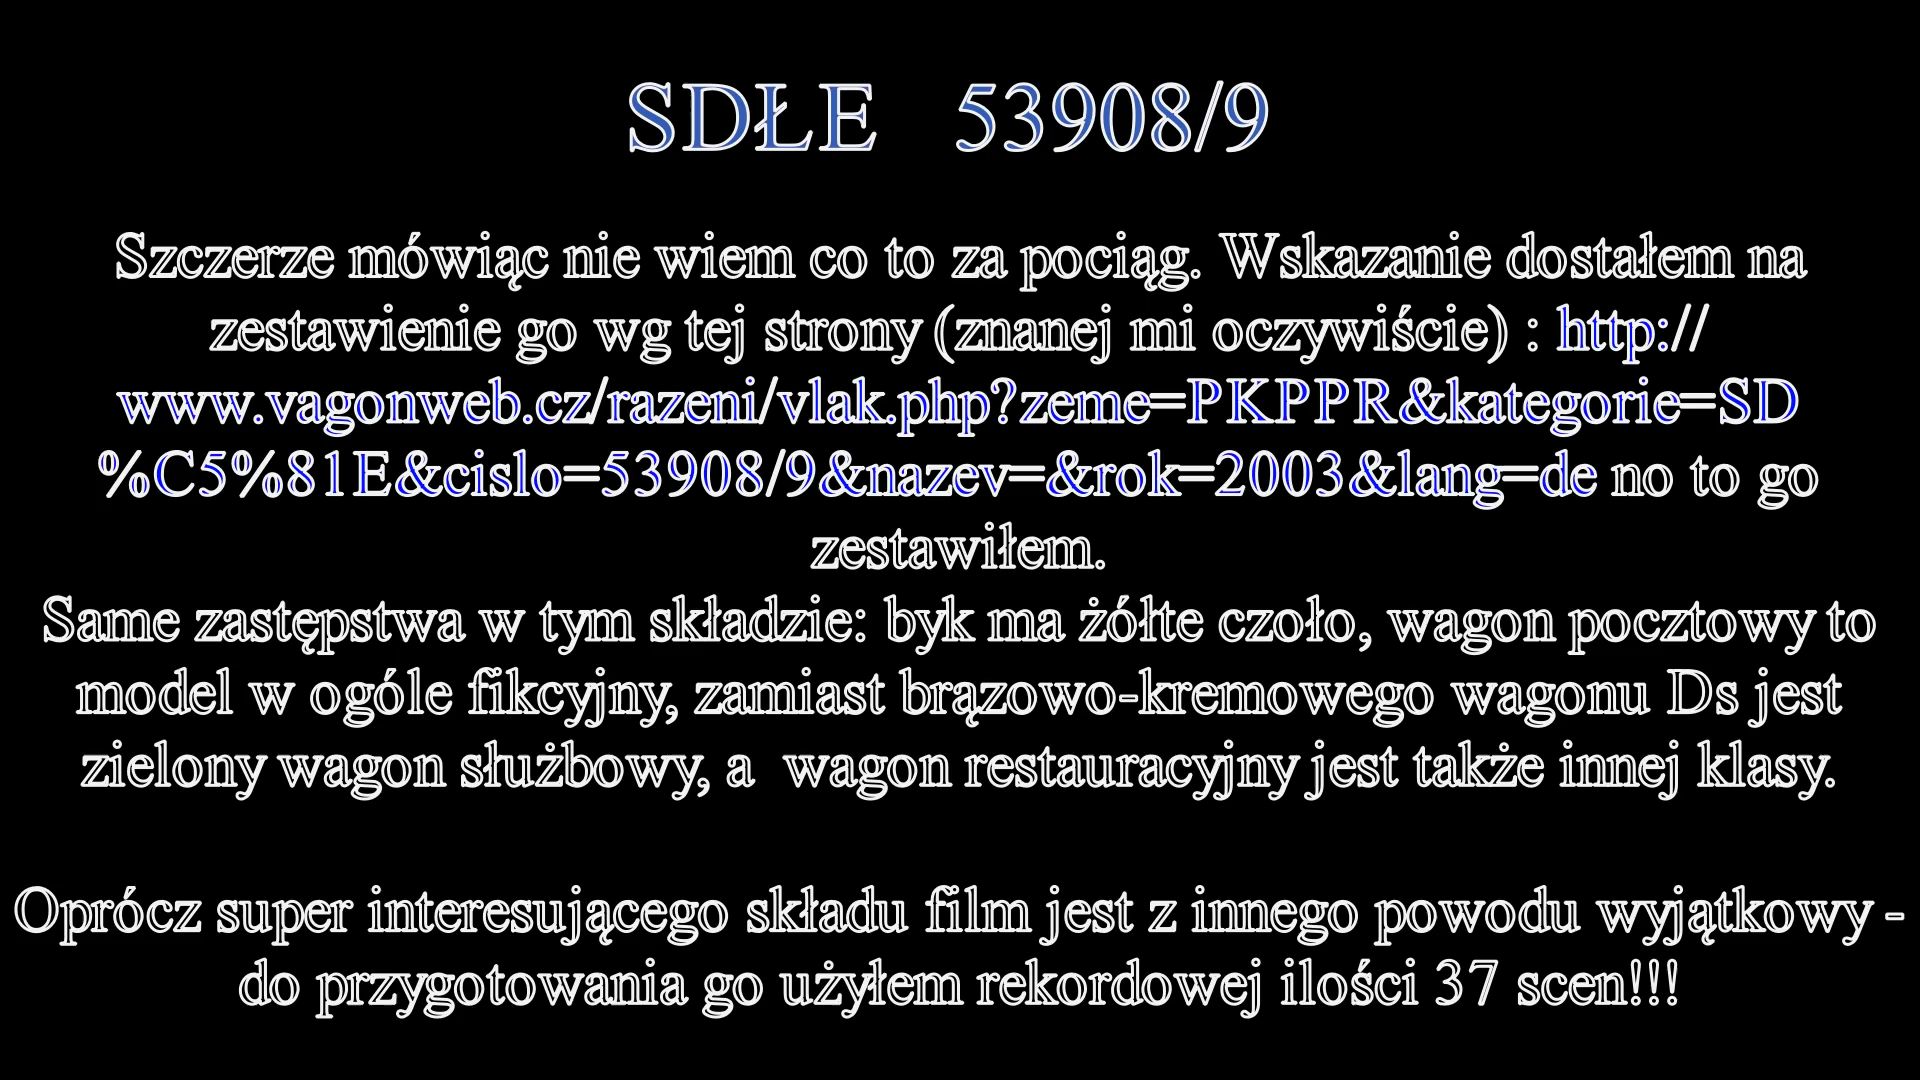 SDŁE 53908/9
Szczerze mówiąc nie wiem co to za pociąg. Wskazanie dostałem na
zestawienie go wg tej strony (znanej mi oczywiście) : http://
www.vagonweb.cz/razeni/vlak.php?zeme=PKPPR&kategorie=SD
%C5%81E&cislo=53908/9&nazev=&rok=2003&lang=de no to go
zestawiłem.
Same zastępstwa w tym składzie: byk ma żółte czoło, wagon pocztowy to
model w ogóle fikcyjny, zamiast brązowo-kremowego wagonu Ds jest
zielony wagon służbowy, a  wagon restauracyjny jest także innej klasy.
Oprócz super interesującego składu film jest z innego powodu wyjątkowy -
do przygotowania go użyłem rekordowej ilości 37 scen!!!